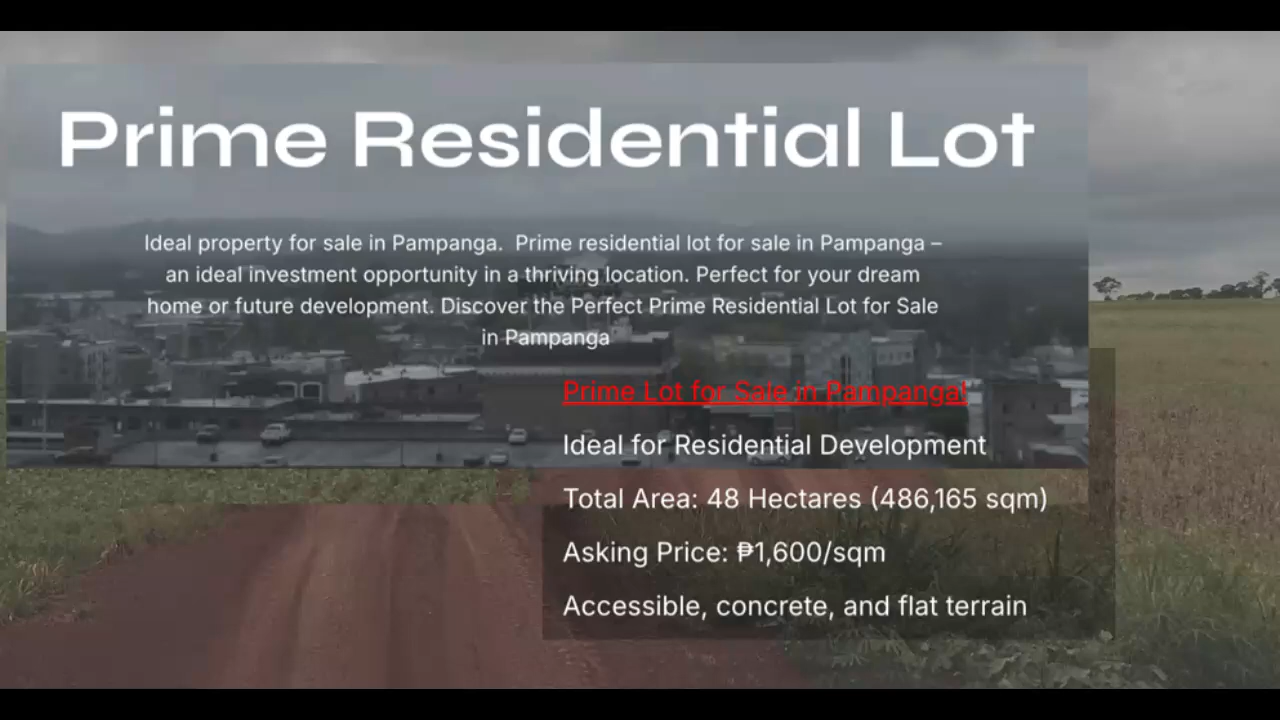 Prime Residential Lot
Ideal property for sale in Pampanga. Prime residential lot for sale in Pampanga –
an ideal investment opportunity in a thriving location. Perfect for your dream
home or future development. Discover the Perfect Prime Residential Lot for Sale
in Pampanga
Prime Lot for Sale in Pampanga!
Ideal for Residential Development
Total Area: 48 Hectares (486,165 sqm)
Asking Price: ₱1,600/sqm
Accessible, concrete, and flat terrain